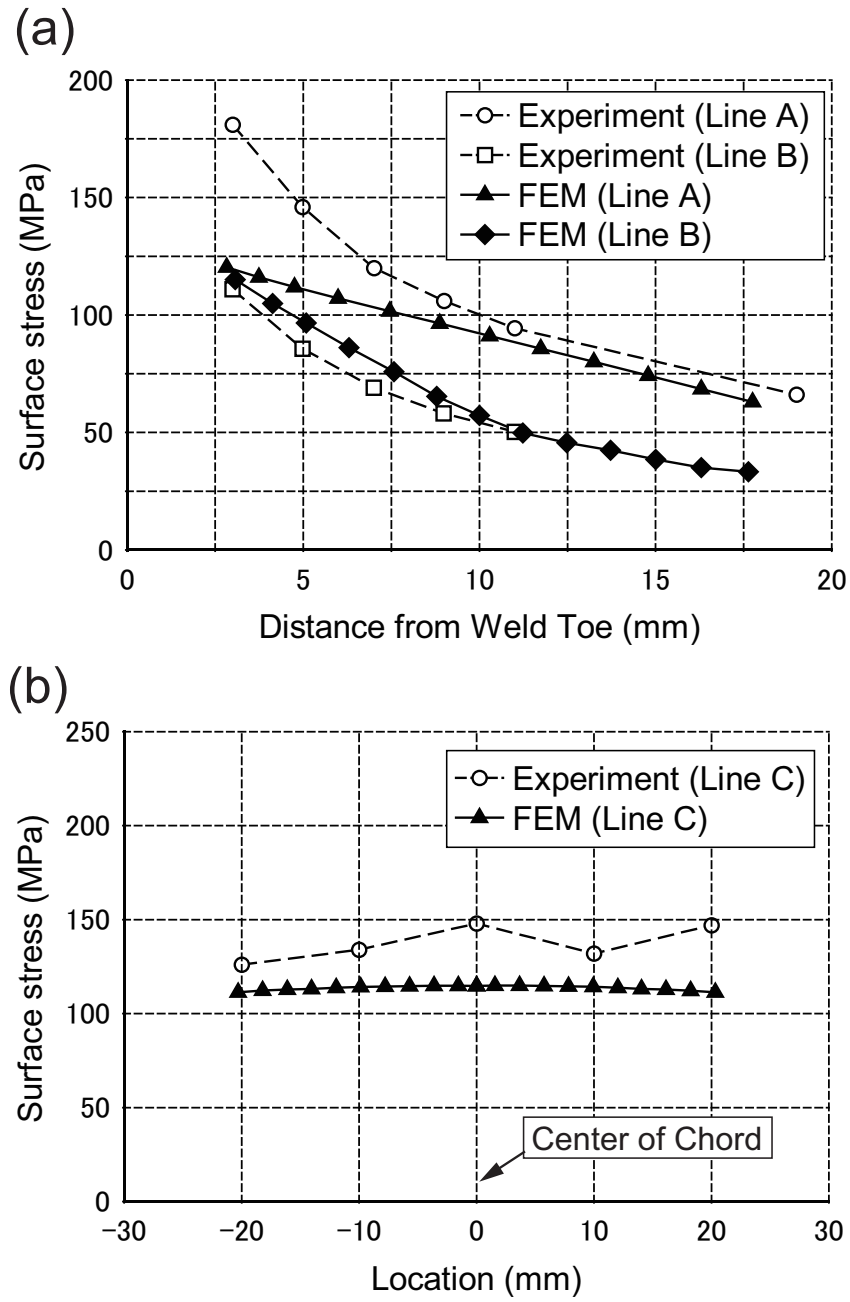 (a)
200
150
100
50
0
0 5 10 15 20
Surface stress (MPa)
Distance from Weld Toe (mm)
Experiment (Line A)
Experiment (Line B)
FEM (Line A)
FEM (Line B)
(b)
250
200
150
100
50
0
−30 −20 −10 0 10 20 30
Surface stress (MPa)
Location (mm)
Experiment (Line C)
FEM (Line C)
Center of Chord